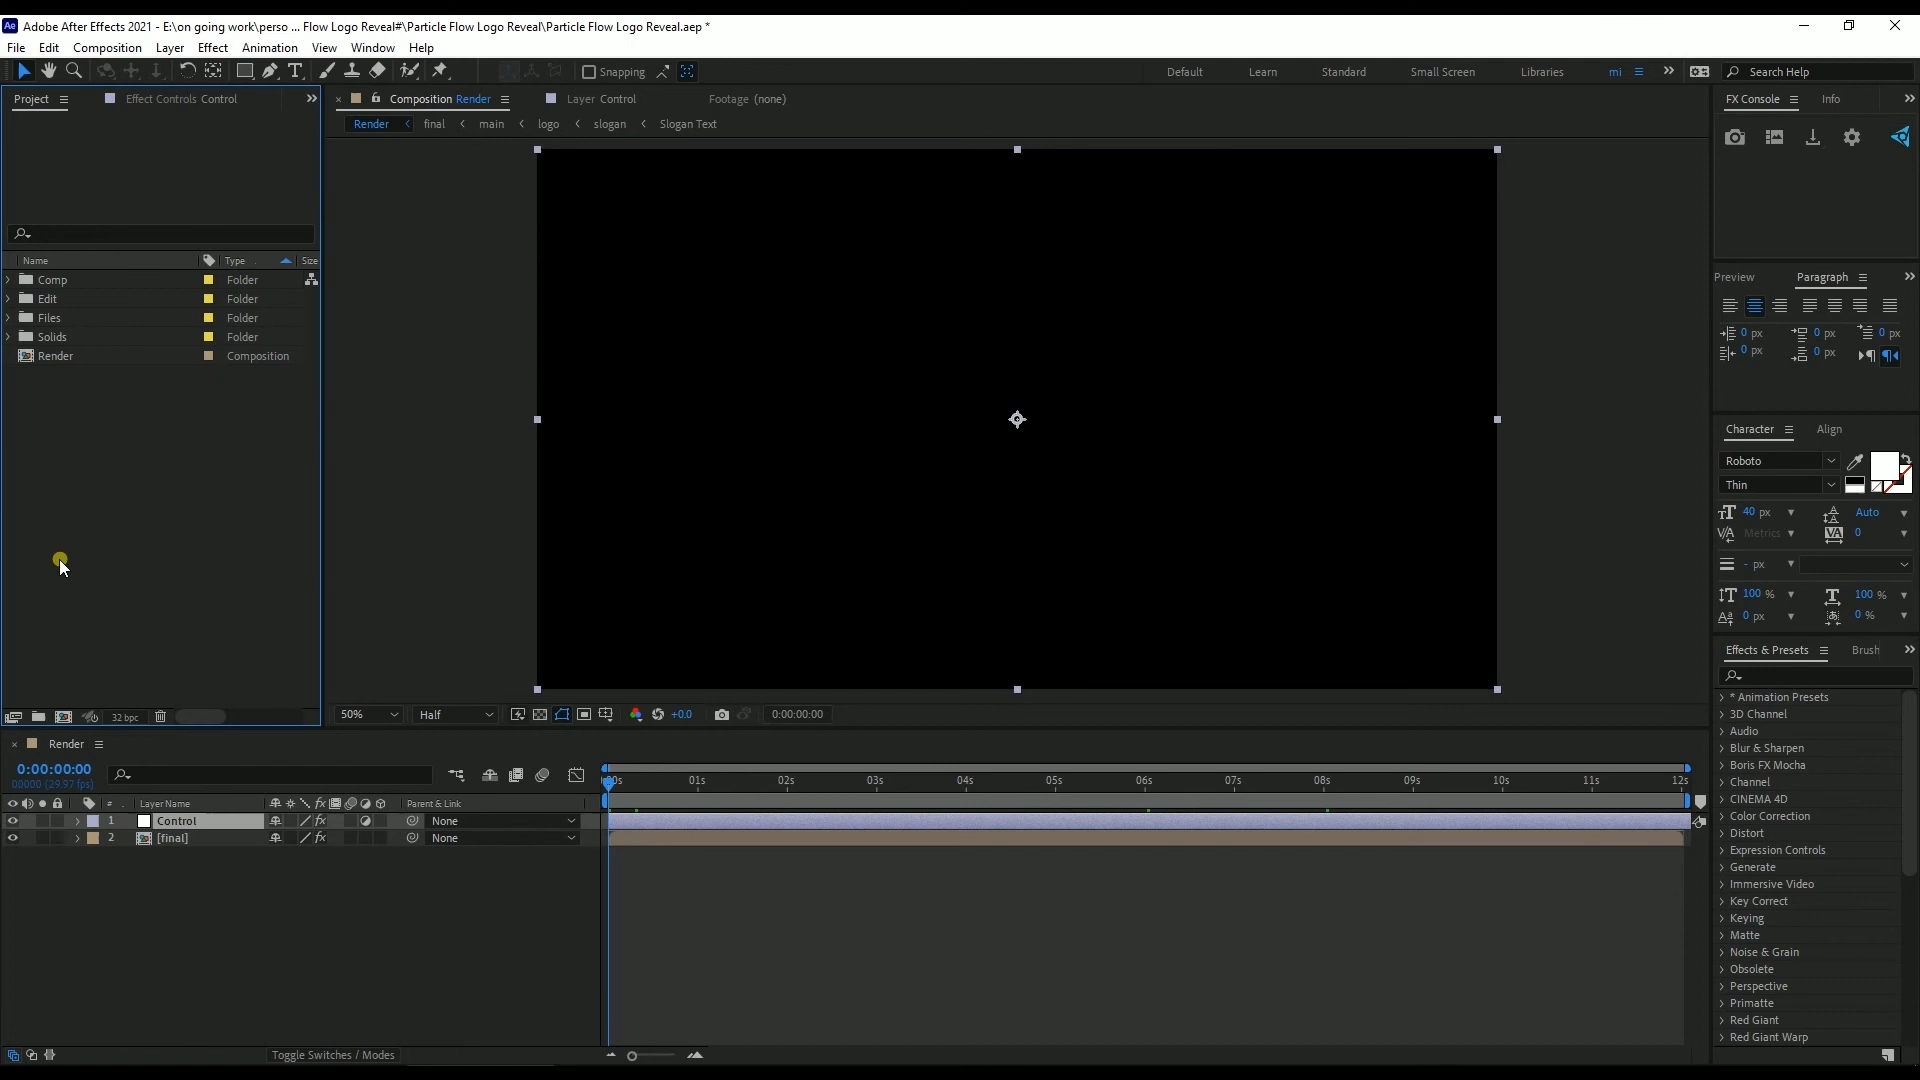 Ae Adobe After Effects 2021 - E:\on going work\perso ... Flow Logo Reveal#\Particle Flow Logo Reveal\Particle Flow Logo Reveal.aep *
File Edit Composition Layer Effect Animation View Window Help
Snapping Default Learn Standard Small Screen Libraries mi Search Help
Project Effect Controls Control Composition Render Layer Control Footage (none) FX Console Info
Render final main logo slogan Slogan Text
Name Type Size
Comp Folder
Edit Folder
Files Folder
Solids Folder
Render Composition
Preview Paragraph
0 px 0 px 0 px
0 px 0 px
Character Align
Roboto
Thin
40 px Auto
Metrics 0
- px
100 % 100 %
0 px 0 %
Effects & Presets Brush
* Animation Presets
3D Channel
Audio
Blur & Sharpen
Boris FX Mocha
Channel
CINEMA 4D
Color Correction
Distort
Expression Controls
Generate
Immersive Video
Key Correct
Keying
Matte
Noise & Grain
Obsolete
Perspective
Primatte
Red Giant
Red Giant Warp
32 bpc 50% Half +0.0 0:00:00:00
Render
0:00:00:00
00000 (29.97 fps)
00s 01s 02s 03s 04s 05s 06s 07s 08s 09s 10s 11s 12s
# Layer Name fx Parent & Link
1 Control fx None
2 [final] fx None
Toggle Switches / Modes